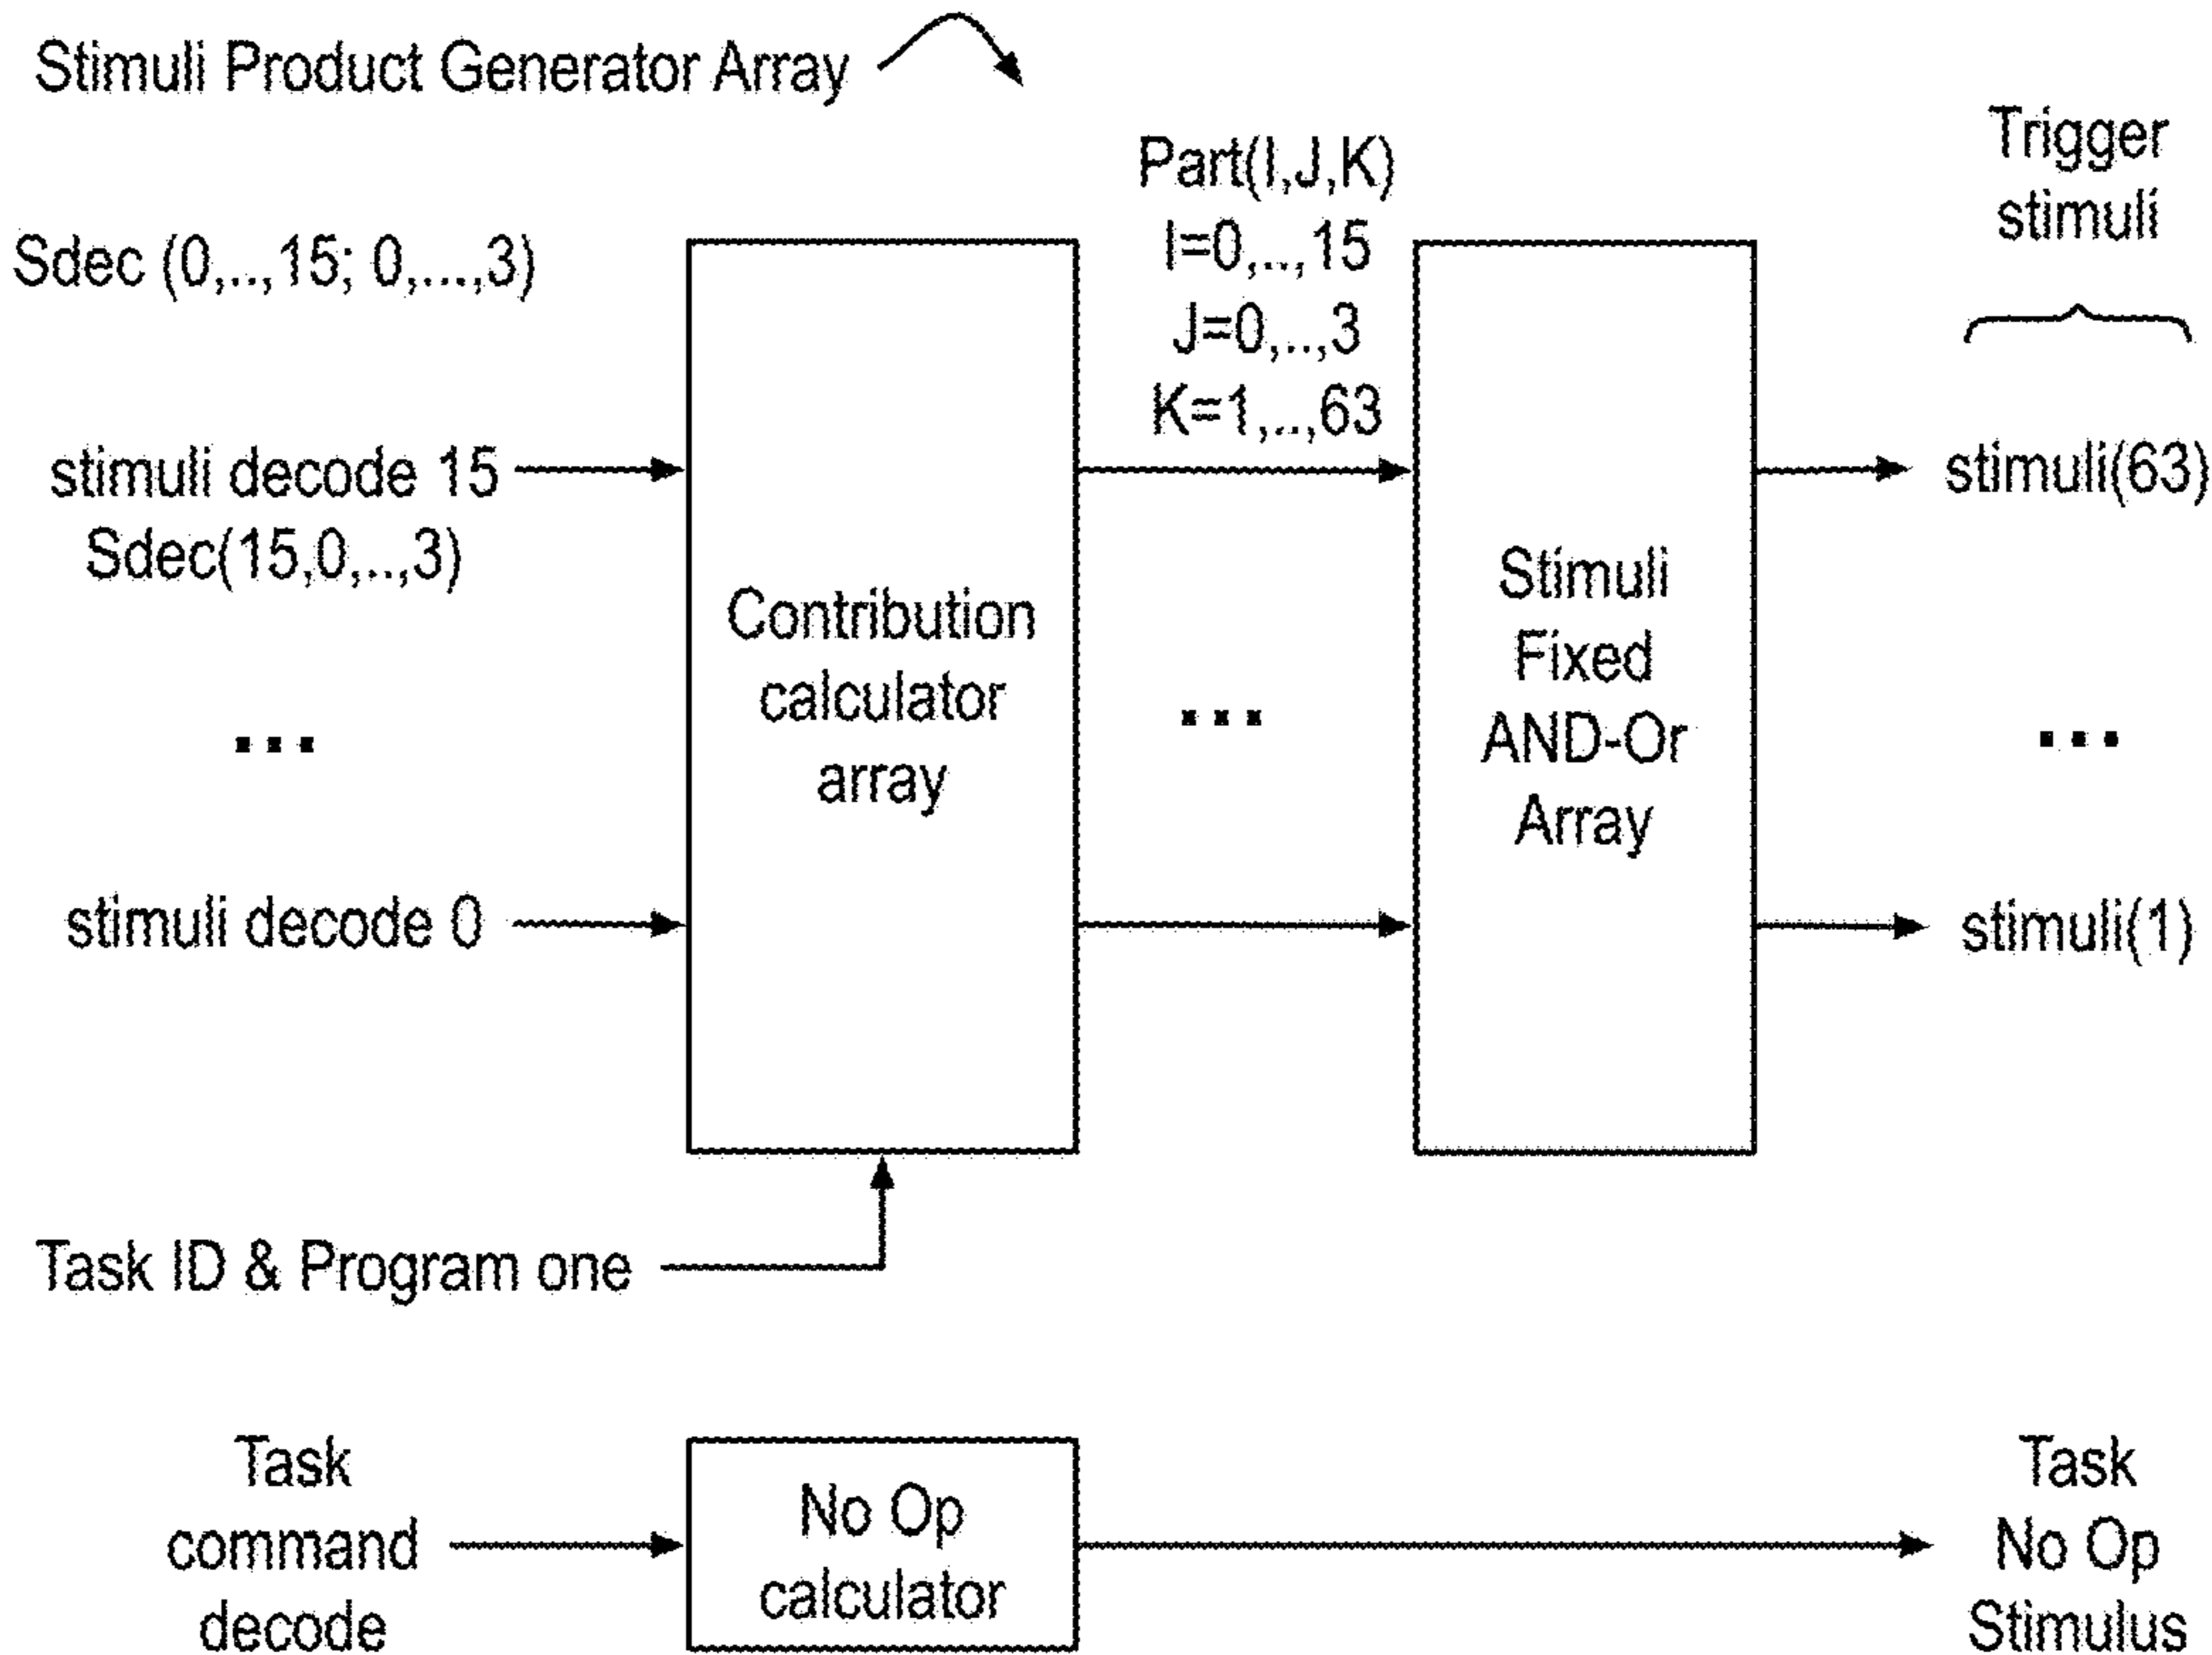 Stimuli Product Generator Array
Sdec (0,..,15; 0,...,3)
stimuli decode 15
Sdec(15,0,..,3)
...
stimuli decode 0
Task ID & Program one
Contribution
calculator
array
Part(I,J,K)
I=0,..,15
J=0,..,3
K=1,..,63
...
Stimuli
Fixed
AND-Or
Array
Trigger
stimuli
stimuli(63)
...
stimuli(1)
Task
command
decode
No Op
calculator
Task
No Op
Stimulus